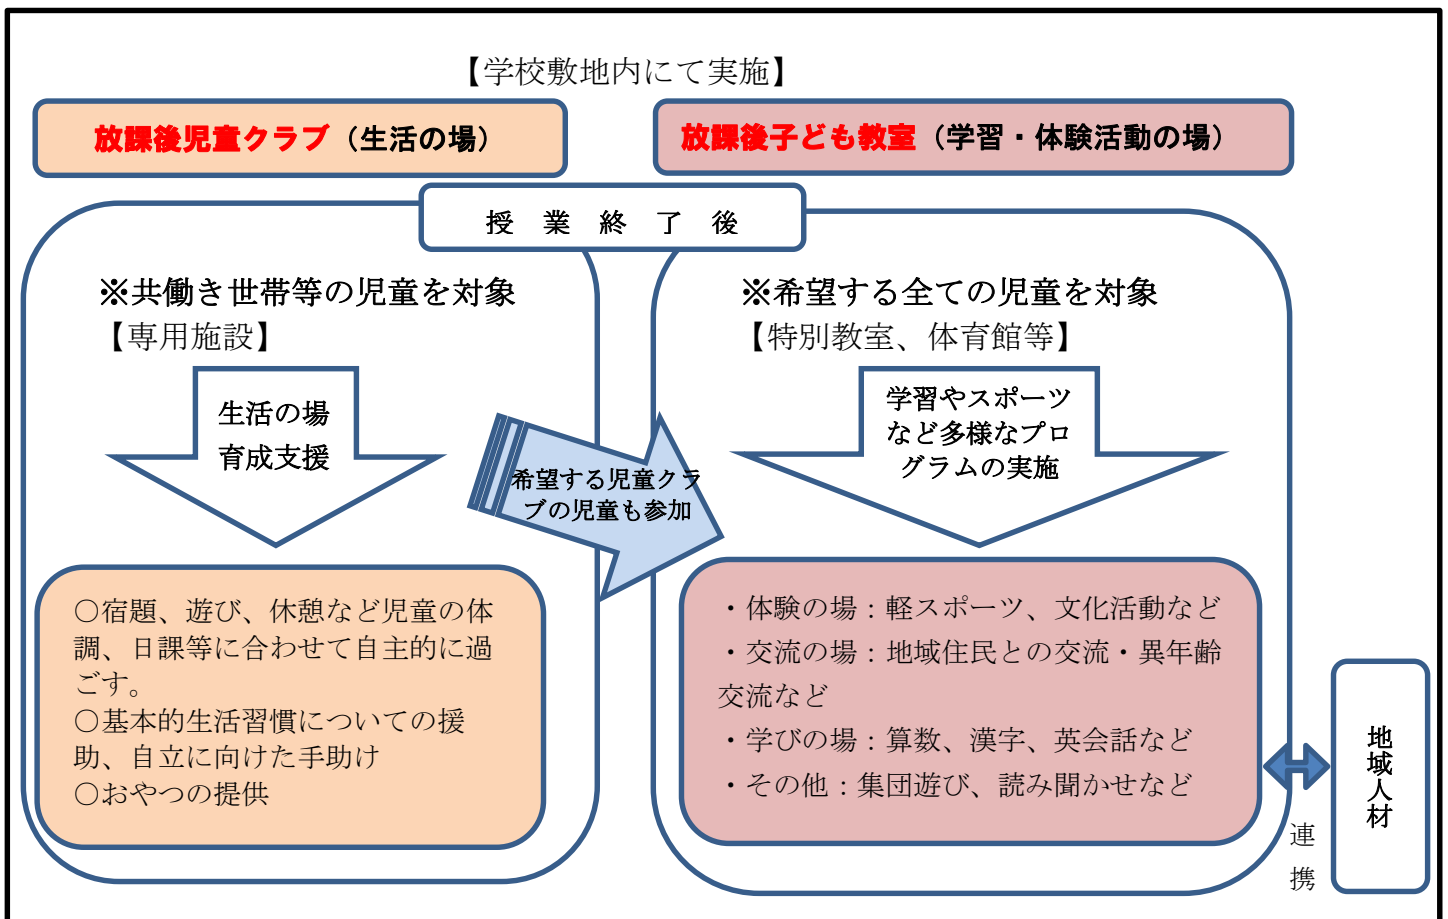 【学校敷地内にて実施】
放課後児童クラブ（生活の場）
放課後子ども教室（学習・体験活動の場）
授業終了後
※共働き世帯等の児童を対象
【専用施設】
生活の場
育成支援
○宿題、遊び、休憩など児童の体
調、日課等に合わせて自主的に過
ごす。
○基本的生活習慣についての援
助、自立に向けた手助け
○おやつの提供
希望する児童クラ
ブの児童も参加
※希望する全ての児童を対象
【特別教室、体育館等】
学習やスポーツ
など多様なプロ
グラムの実施
・体験の場：軽スポーツ、文化活動など
・交流の場：地域住民との交流・異年齢
交流など
・学びの場：算数、漢字、英会話など
・その他：集団遊び、読み聞かせなど
連携
地域人材